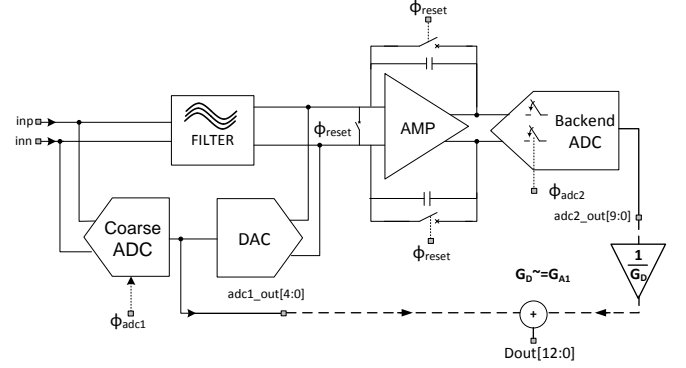 ϕreset
inp
inn
FILTER
ϕreset
AMP
Backend
ADC
ϕadc2
adc2_out[9:0]
Coarse
ADC
DAC
ϕreset
adc1_out[4:0]
ϕadc1
GD~=GA1
1
GD
+
Dout[12:0]